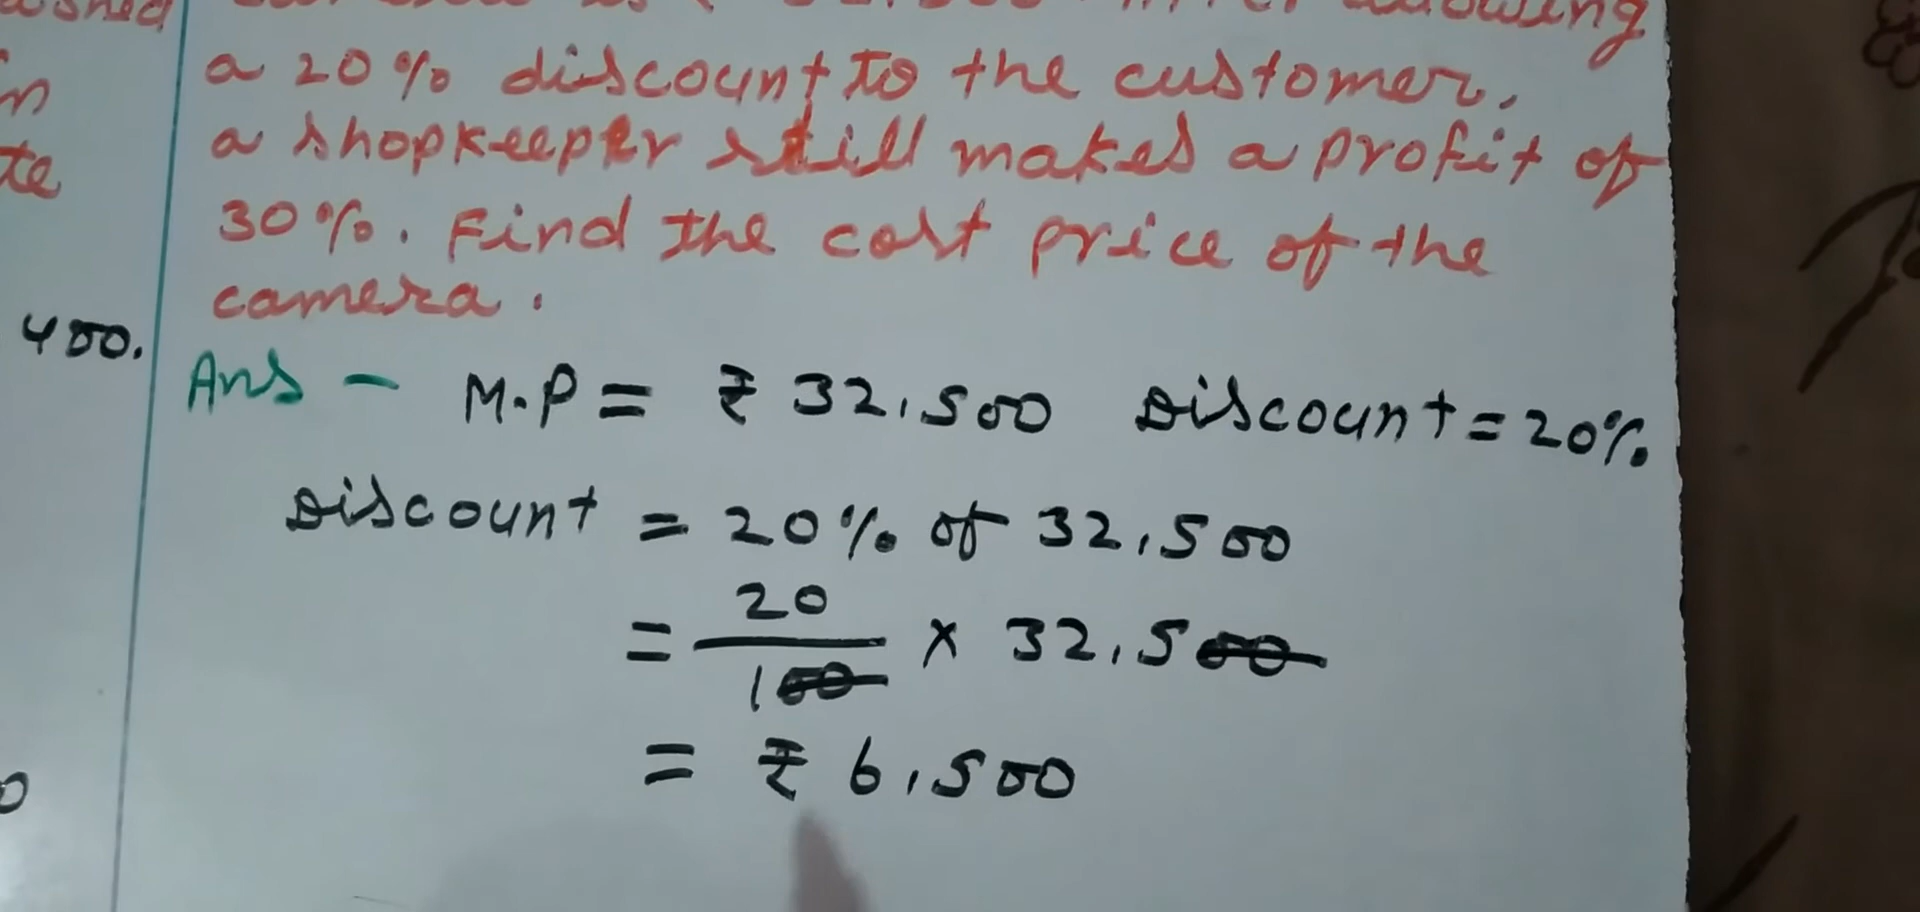 a 20% discount to the customer,
a shopkeeper still makes a profit of
30%. Find the cost price of the
camera.
400.
Ans - M.P = ₹ 32,500 Discount = 20%
Discount = 20% of 32,500
= 20/100 × 32,500
= ₹ 6,500